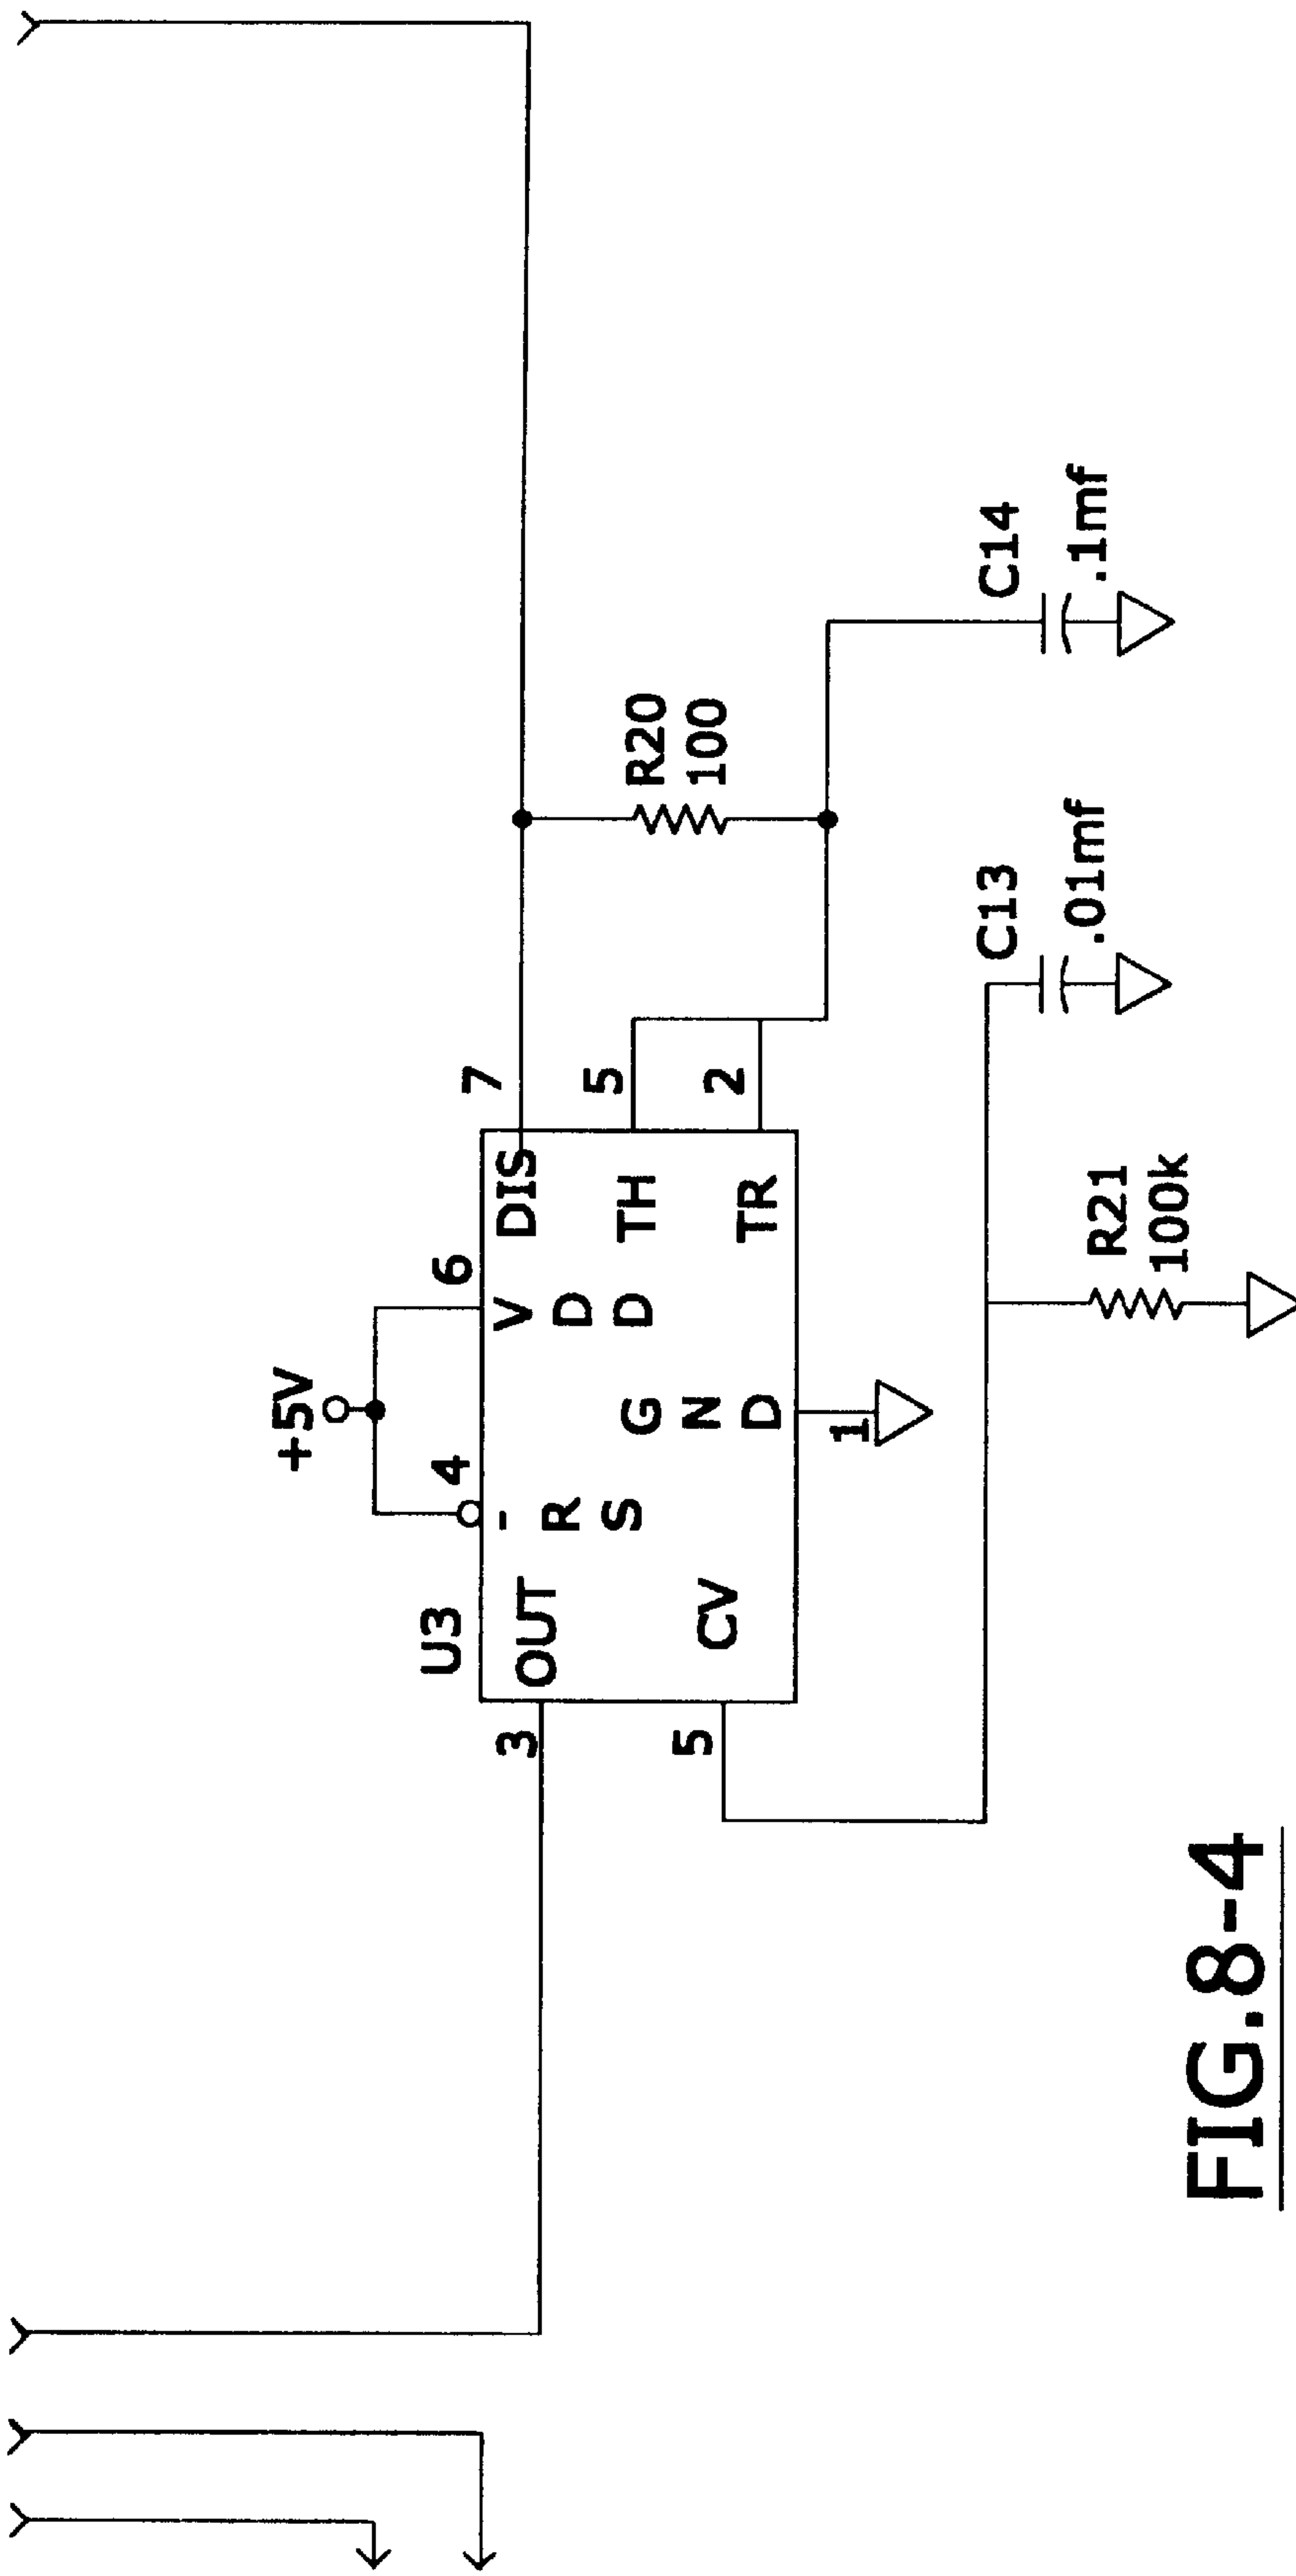 +5V
U3
4
6
7
3
OUT
-
R
S
V
D
D
DIS
5
CV
G
N
D
TH
5
TR
2
1
R20
100
C14
.1mf
C13
.01mf
R21
100k
FIG.8-4